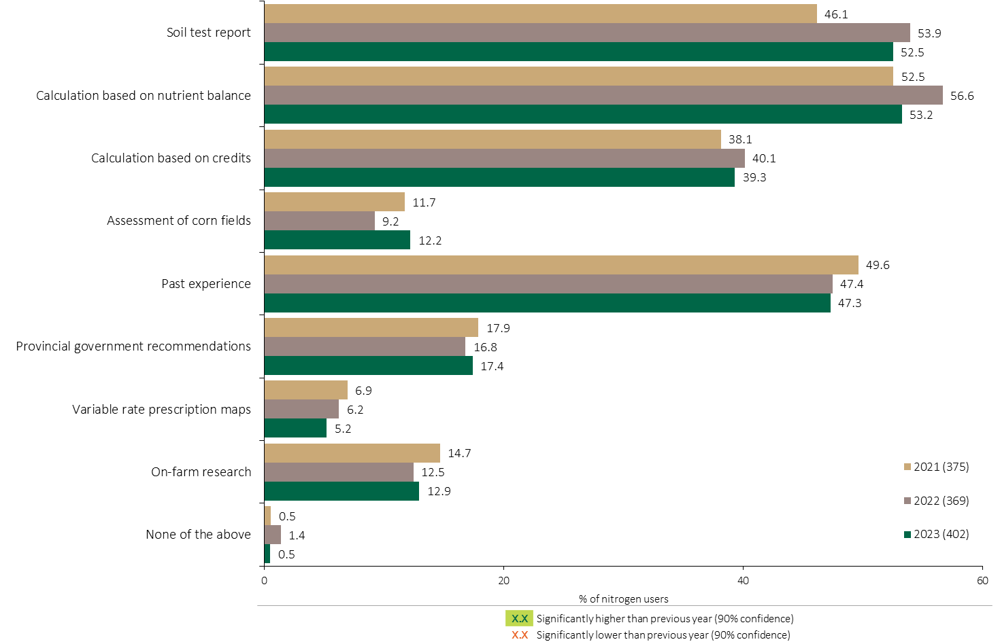 46.1
Soil test report
53.9
52.5
52.5
Calculation based on nutrient balance
56.6
53.2
38.1
Calculation based on credits
40.1
39.3
11.7
Assessment of corn fields
9.2
12.2
49.6
Past experience
47.4
47.3
17.9
Provincial government recommendations
16.8
17.4
6.9
Variable rate prescription maps
6.2
5.2
14.7
On-farm research
12.5
12.9
0.5
None of the above
1.4
0.5
2021 (375)
2022 (369)
2023 (402)
0 20 40 60
% of nitrogen users
X.X Significantly higher than previous year (90% confidence)
X.X Significantly lower than previous year (90% confidence)